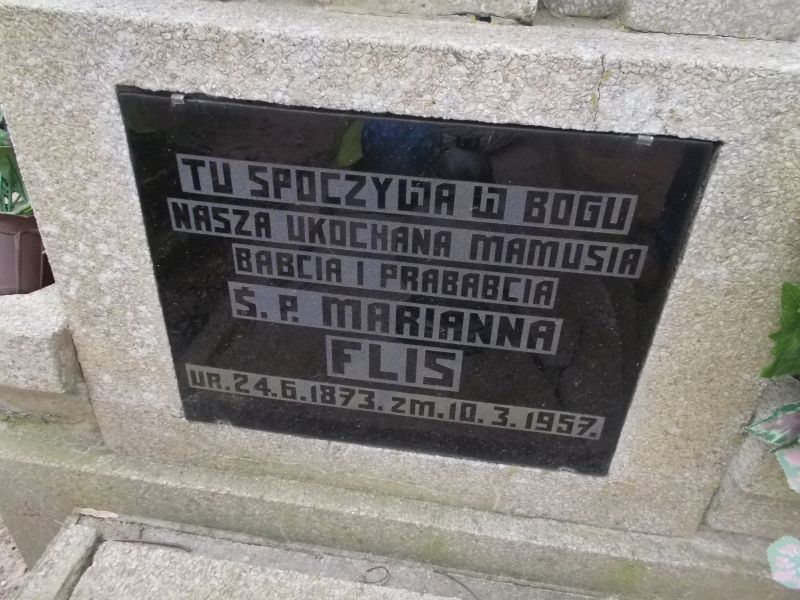 TU SPOCZYWA W BOGU
NASZA UKOCHANA MAMUSIA
BABCIA I PRABABCIA
Ś. P. MARIANNA
FLIS
UR. 24. 6. 1873. ZM. 10. 3. 1957.